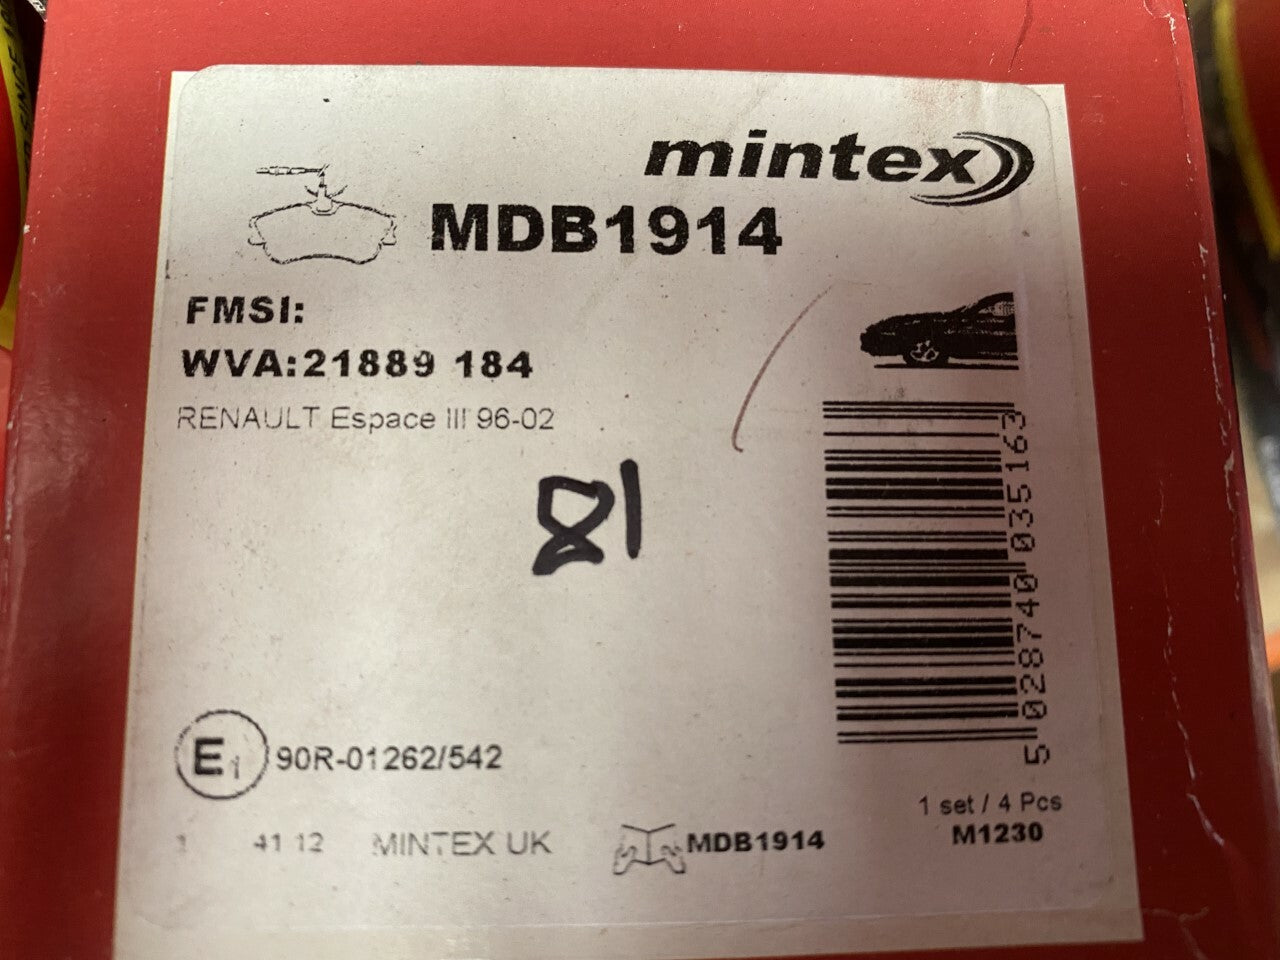 mintex
MDB1914
FMSI:
WVA:21889 184
RENAULT Espace III 96-02
81
5 028740 035163
E1 90R-01262/542
1 set / 4 Pcs
M1230
1 41 12 MINTEX UK
MDB1914
SINCE